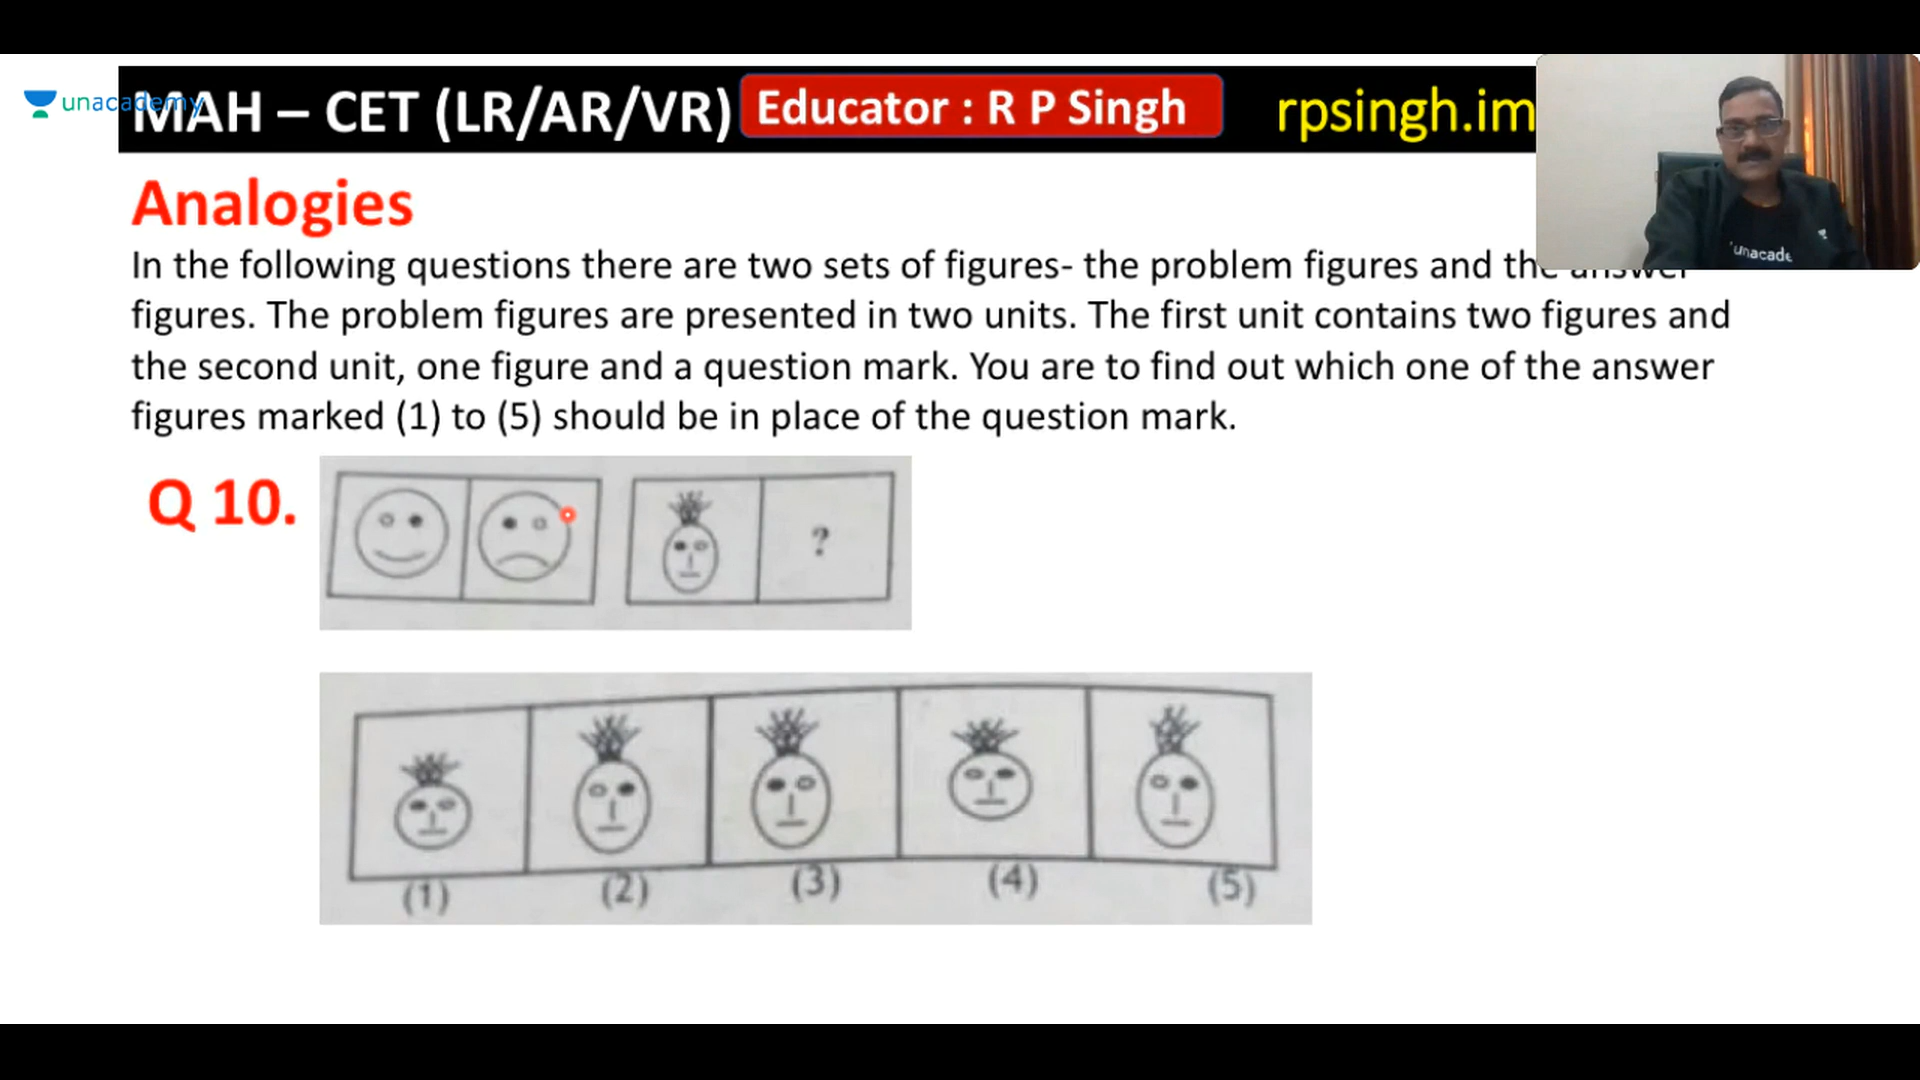 unacademy
MAH – CET (LR/AR/VR) Educator : R P Singh rpsingh.im
Analogies
In the following questions there are two sets of figures- the problem figures and the answer
figures. The problem figures are presented in two units. The first unit contains two figures and
the second unit, one figure and a question mark. You are to find out which one of the answer
figures marked (1) to (5) should be in place of the question mark.
Q 10.
?
(1) (2) (3) (4) (5)
unacade